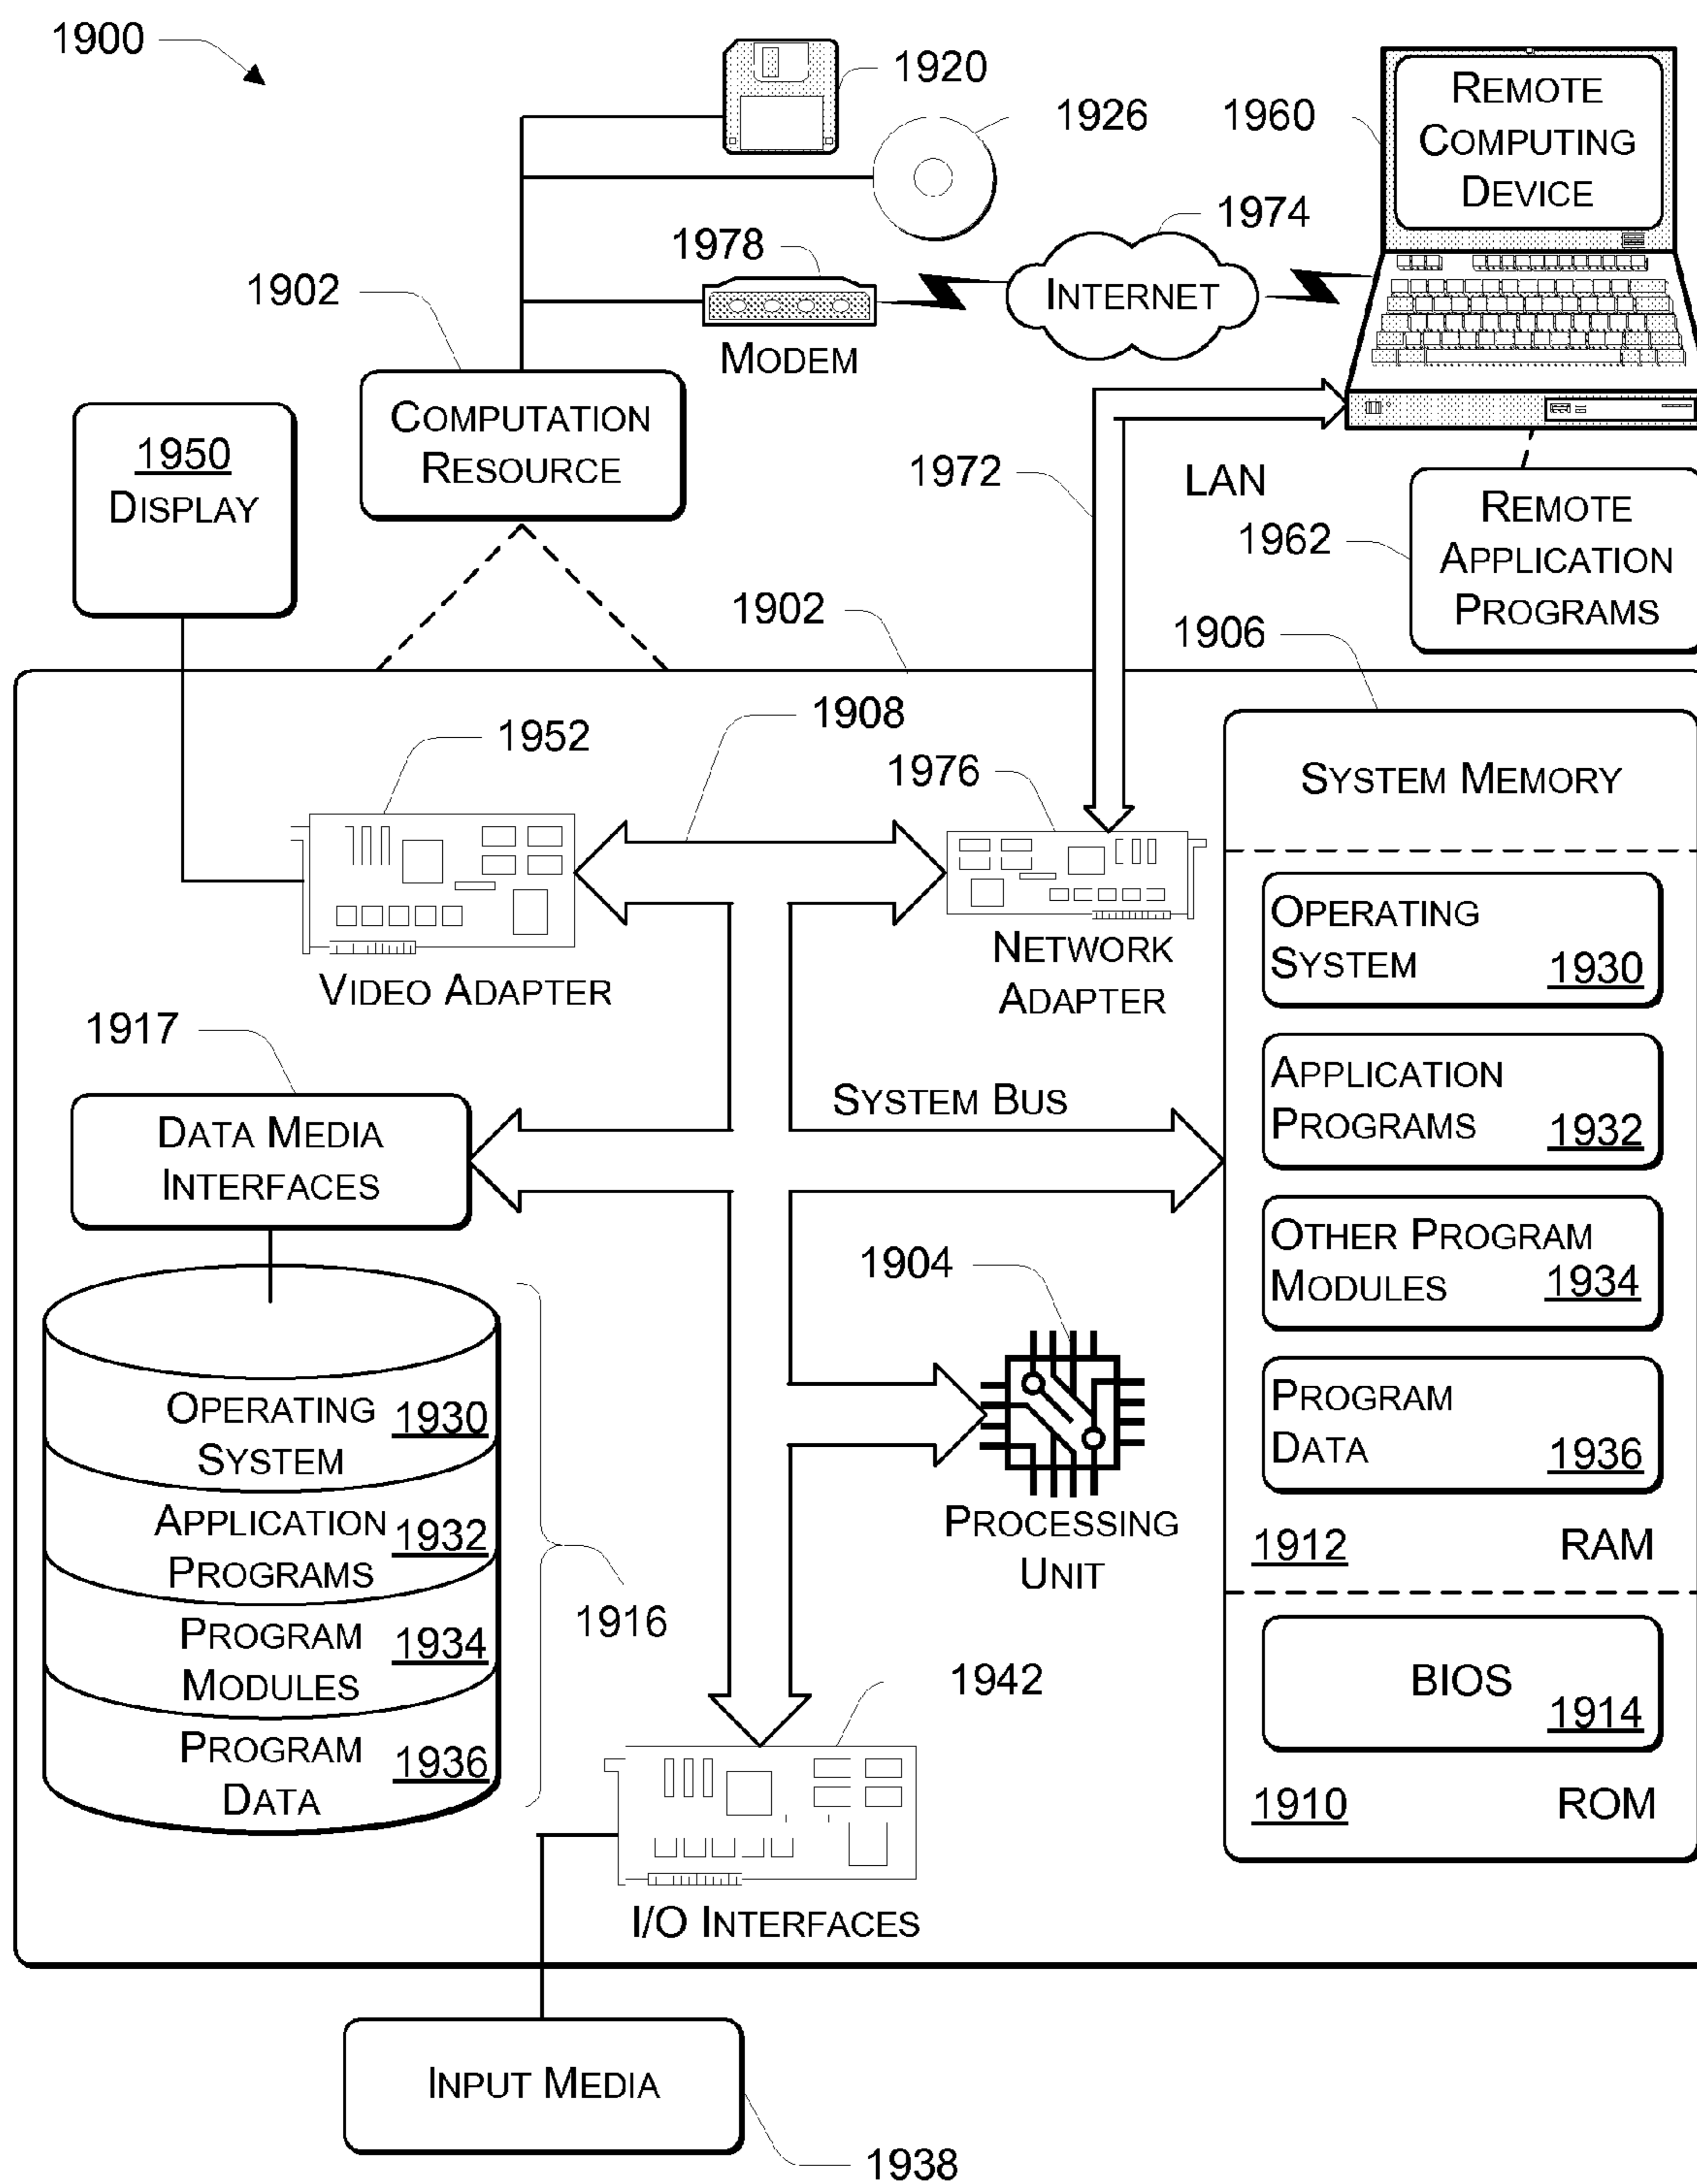 1900
1920
1926
1960
REMOTE
COMPUTING
DEVICE
1974
1978
INTERNET
1902
MODEM
COMPUTATION
RESOURCE
1950
DISPLAY
1972
LAN
REMOTE
APPLICATION
PROGRAMS
1962
1902
1906
1908
1952
1976
SYSTEM MEMORY
VIDEO ADAPTER
NETWORK
ADAPTER
OPERATING
SYSTEM 1930
1917
DATA MEDIA
INTERFACES
SYSTEM BUS
APPLICATION
PROGRAMS 1932
OTHER PROGRAM
MODULES 1934
1904
PROCESSING
UNIT
PROGRAM
DATA 1936
1912 RAM
OPERATING 1930
SYSTEM
APPLICATION 1932
PROGRAMS
PROGRAM 1934
MODULES
PROGRAM 1936
DATA
1916
1942
BIOS 1914
1910 ROM
I/O INTERFACES
INPUT MEDIA
1938